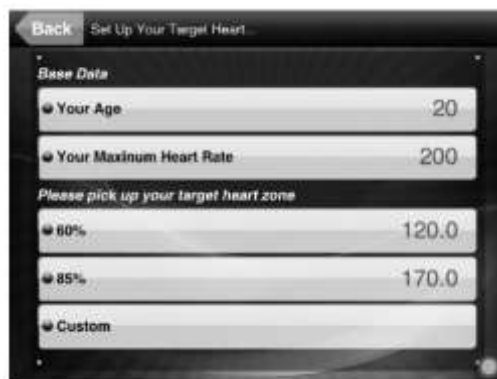 Back Set Up Your Target Heart...
Base Data
Your Age 20
Your Maxinum Heart Rate 200
Please pick up your target heart zone
60% 120.0
85% 170.0
Custom